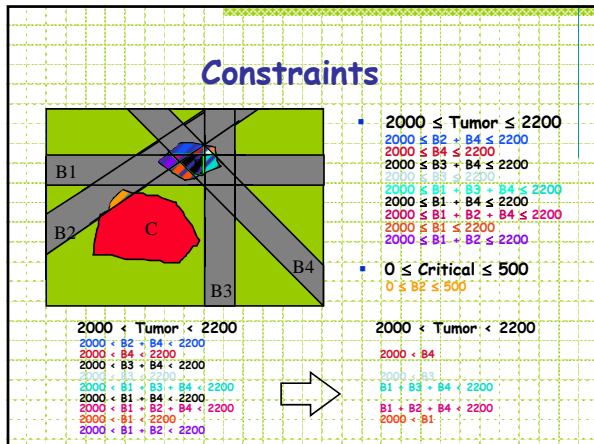 Constraints
B1
B2
C
B3
B4
▪ 2000 ≤ Tumor ≤ 2200
2000 ≤ B2 + B4 ≤ 2200
2000 ≤ B4 ≤ 2200
2000 ≤ B3 + B4 ≤ 2200
2000 ≤ B3 ≤ 2200
2000 ≤ B1 + B3 + B4 ≤ 2200
2000 ≤ B1 + B4 ≤ 2200
2000 ≤ B1 + B2 + B4 ≤ 2200
2000 ≤ B1 ≤ 2200
2000 ≤ B1 + B2 ≤ 2200
▪ 0 ≤ Critical ≤ 500
0 ≤ B2 ≤ 500
2000 < Tumor < 2200
2000 < B2 + B4 < 2200
2000 < B4 < 2200
2000 < B3 + B4 < 2200
2000 < B3 < 2200
2000 < B1 + B3 + B4 < 2200
2000 < B1 + B4 < 2200
2000 < B1 + B2 + B4 < 2200
2000 < B1 < 2200
2000 < B1 + B2 < 2200
2000 < Tumor < 2200
2000 < B4
2000 < B3
B1 + B3 + B4 < 2200
B1 + B2 + B4 < 2200
2000 < B1